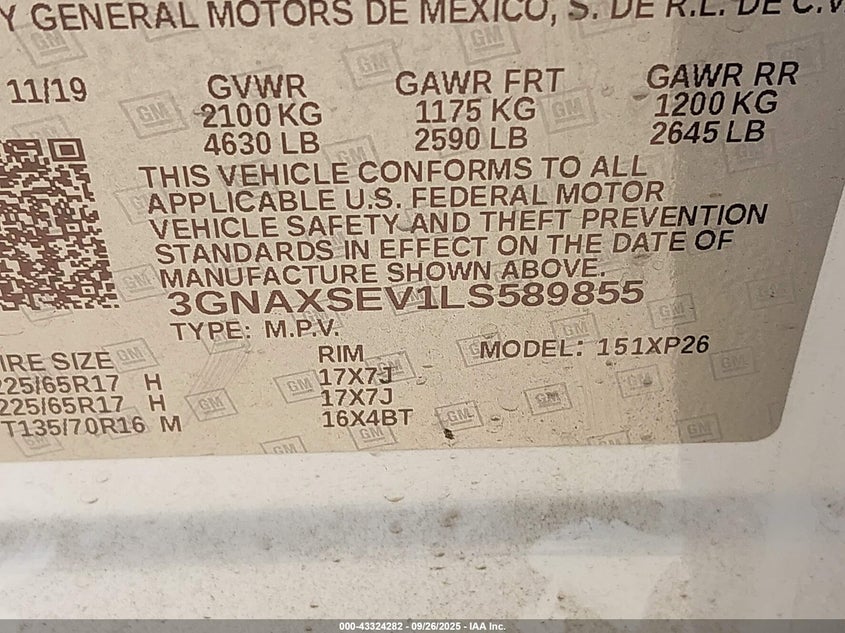 Y GENERAL MOTORS DE MEXICO, S. DE R.L. DE C.V.
11/19 GVWR GAWR FRT GAWR RR
2100 KG 1175 KG 1200 KG
4630 LB 2590 LB 2645 LB
THIS VEHICLE CONFORMS TO ALL
APPLICABLE U.S. FEDERAL MOTOR
VEHICLE SAFETY AND THEFT PREVENTION
STANDARDS IN EFFECT ON THE DATE OF
MANUFACTURE SHOWN ABOVE.
3GNAXSEV1LS589855
TYPE: M.P.V.
IRE SIZE RIM MODEL: 151XP26
225/65R17 H 17X7J
225/65R17 H 17X7J
T135/70R16 M 16X4BT
000-43324282 - 09/26/2025 - IAA Inc.